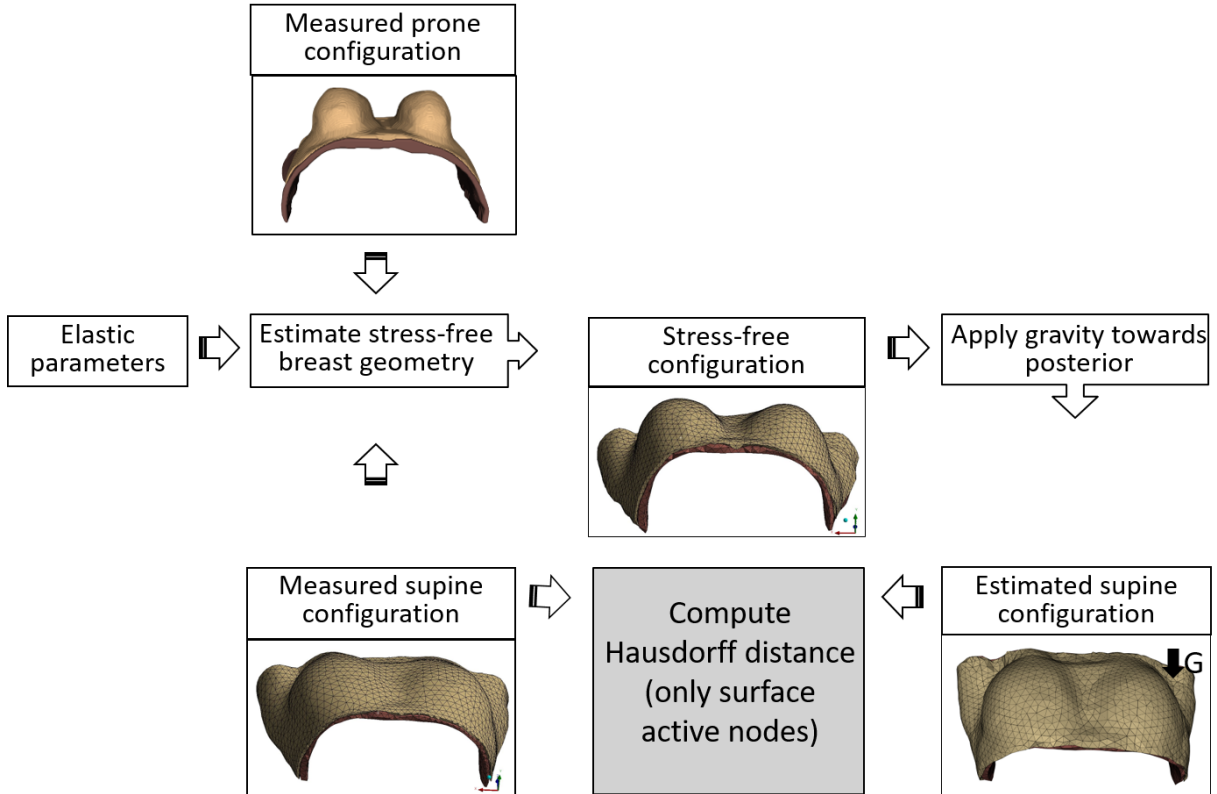 Measured prone
configuration
Elastic
parameters
Estimate stress-free
breast geometry
Stress-free
configuration
Apply gravity towards
posterior
Measured supine
configuration
Compute
Hausdorff distance
(only surface
active nodes)
Estimated supine
configuration
G